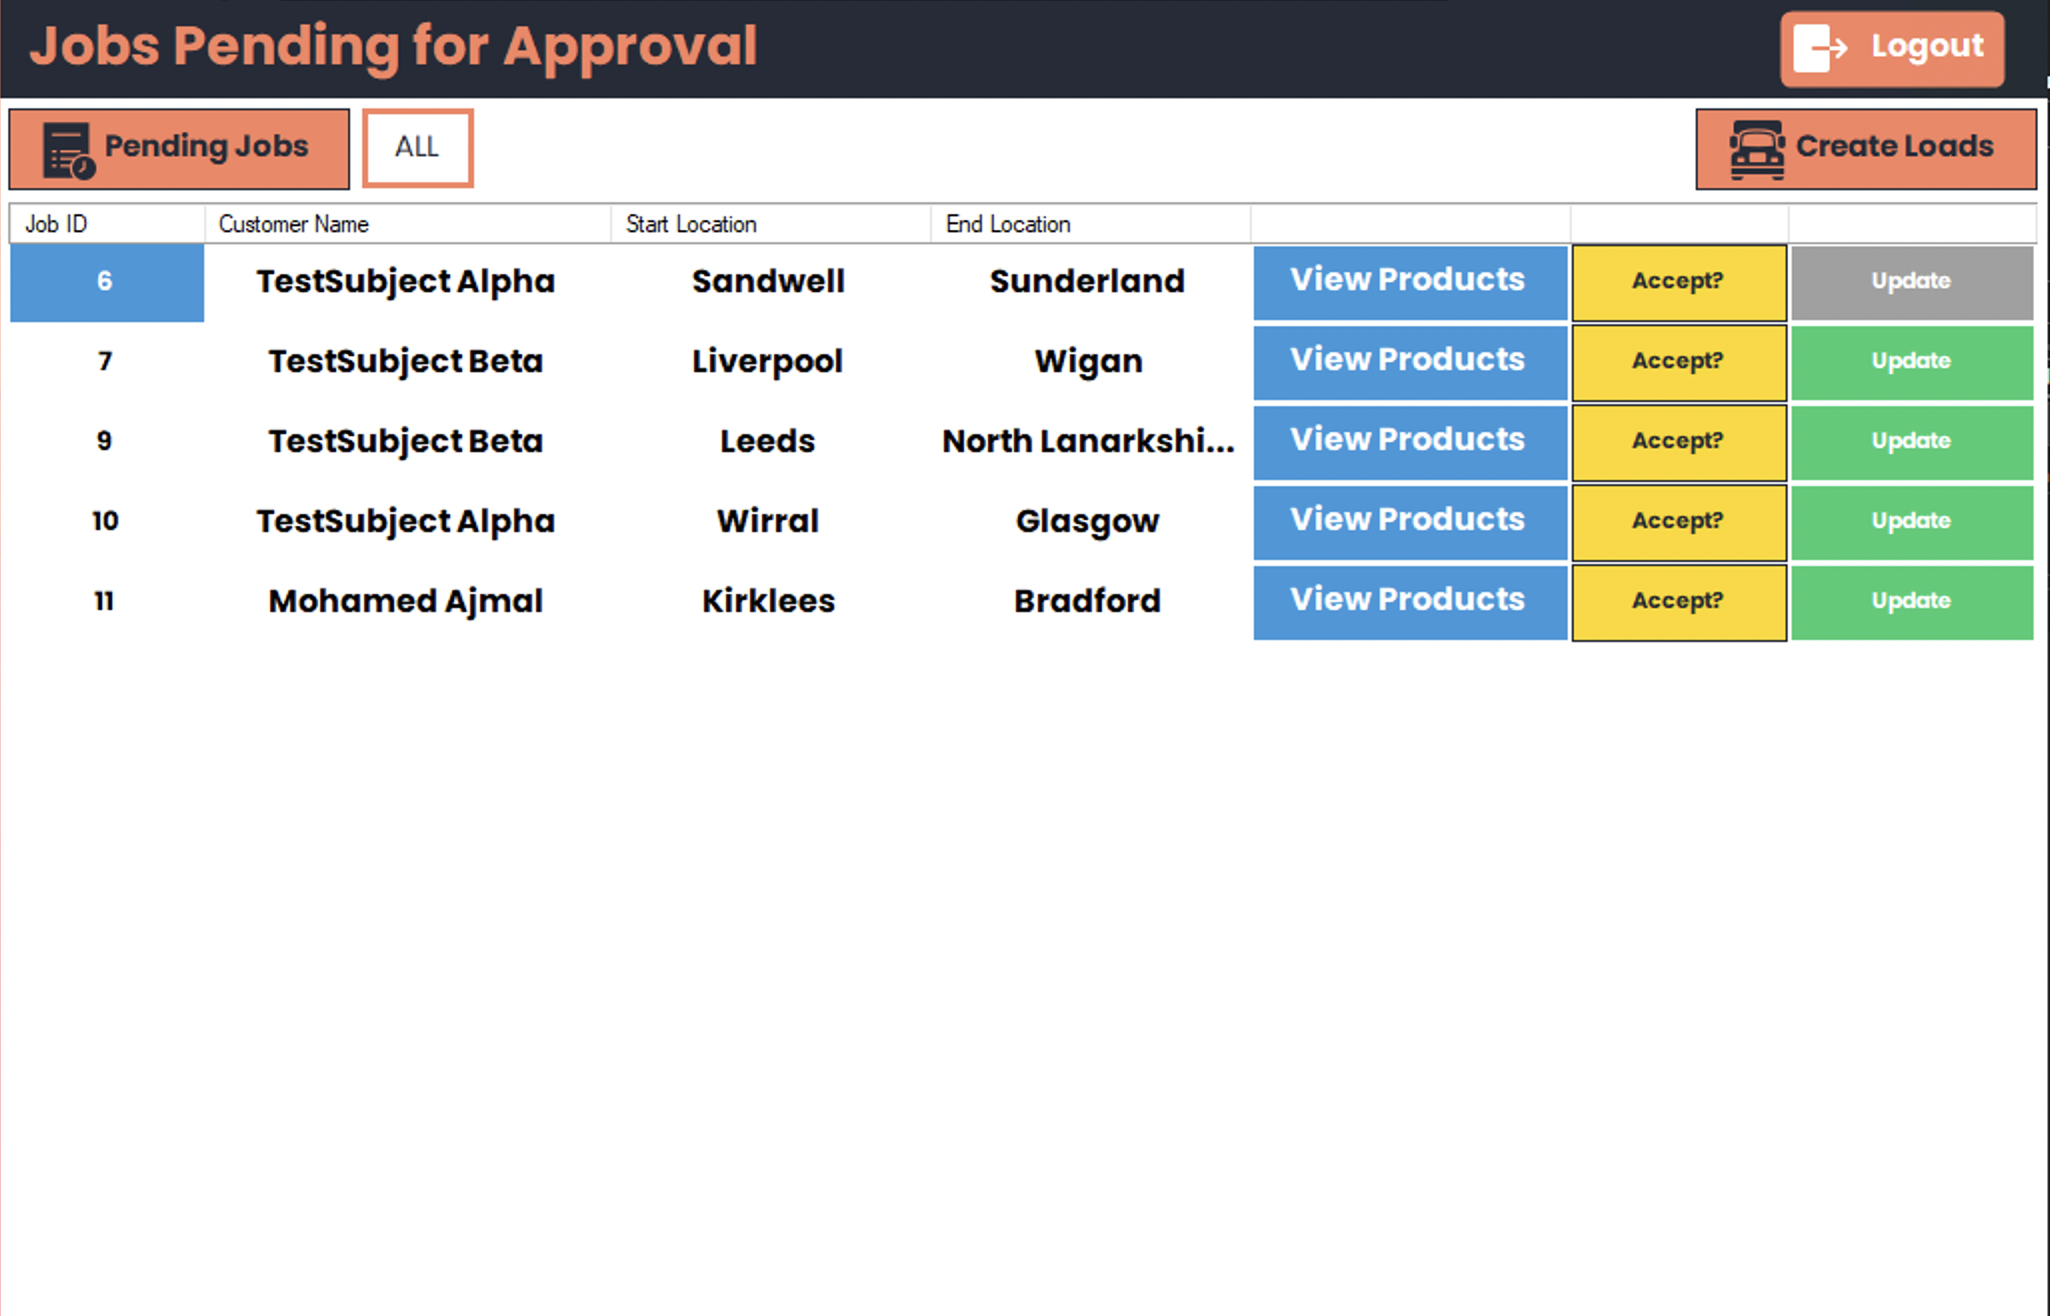 Jobs Pending for Approval
Logout
Pending Jobs
ALL
Create Loads
Job ID Customer Name Start Location End Location
6 TestSubject Alpha Sandwell Sunderland View Products Accept? Update
7 TestSubject Beta Liverpool Wigan View Products Accept? Update
9 TestSubject Beta Leeds North Lanarkshi... View Products Accept? Update
10 TestSubject Alpha Wirral Glasgow View Products Accept? Update
11 Mohamed Ajmal Kirklees Bradford View Products Accept? Update